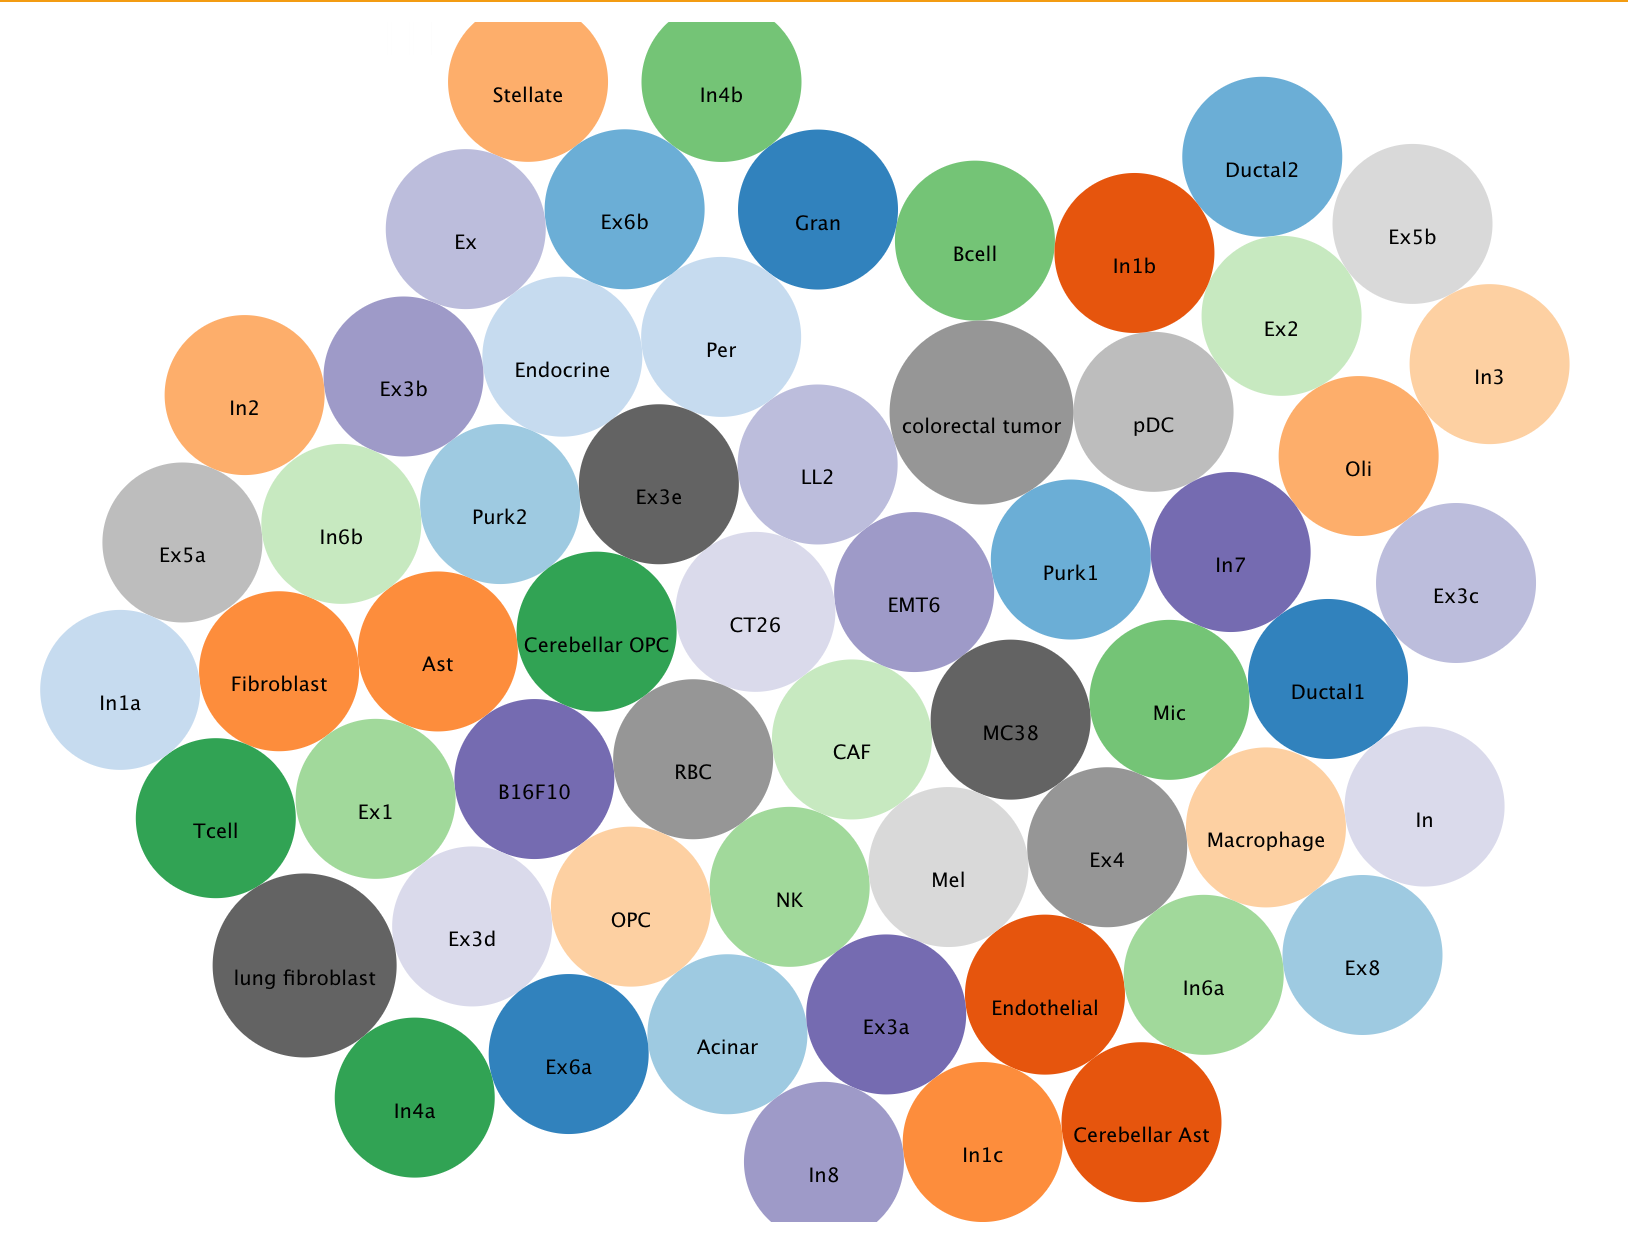 Stellate
In4b
Ductal2
Ex6b
Gran
Ex5b
Ex
Bcell
In1b
Ex2
Per
Endocrine
In3
Ex3b
In2
colorectal tumor
pDC
Oli
LL2
Ex3e
Purk2
In6b
Ex5a
In7
Purk1
Ex3c
EMT6
CT26
Cerebellar OPC
Ast
Fibroblast
In1a
Ductal1
Mic
MC38
CAF
RBC
B16F10
Ex1
Tcell
In
Macrophage
Ex4
Mel
NK
OPC
Ex3d
lung fibroblast
Ex8
In6a
Endothelial
Ex3a
Acinar
Ex6a
In4a
Cerebellar Ast
In1c
In8